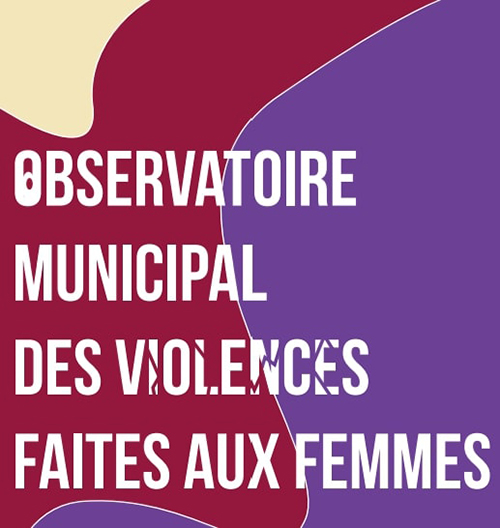 OBSERVATOIRE
MUNICIPAL
DES VIOLENCES
FAITES AUX FEMMES